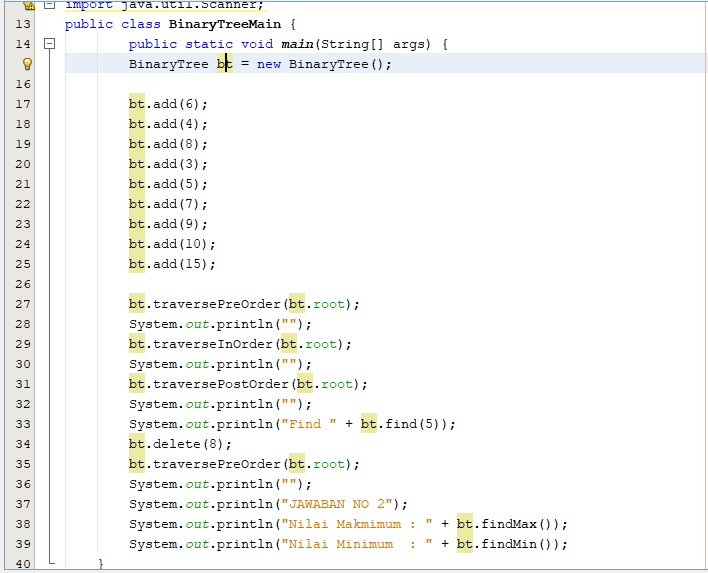 import java.util.Scanner;
13 public class BinaryTreeMain {
14 public static void main(String[] args) {
BinaryTree bt = new BinaryTree();
16
17 bt.add(6);
18 bt.add(4);
19 bt.add(8);
20 bt.add(3);
21 bt.add(5);
22 bt.add(7);
23 bt.add(9);
24 bt.add(10);
25 bt.add(15);
26
27 bt.traversePreOrder(bt.root);
28 System.out.println("");
29 bt.traverseInOrder(bt.root);
30 System.out.println("");
31 bt.traversePostOrder(bt.root);
32 System.out.println("");
33 System.out.println("Find " + bt.find(5));
34 bt.delete(8);
35 bt.traversePreOrder(bt.root);
36 System.out.println("");
37 System.out.println("JAWABAN NO 2");
38 System.out.println("Nilai Makmimum : " + bt.findMax());
39 System.out.println("Nilai Minimum  : " + bt.findMin());
40 }